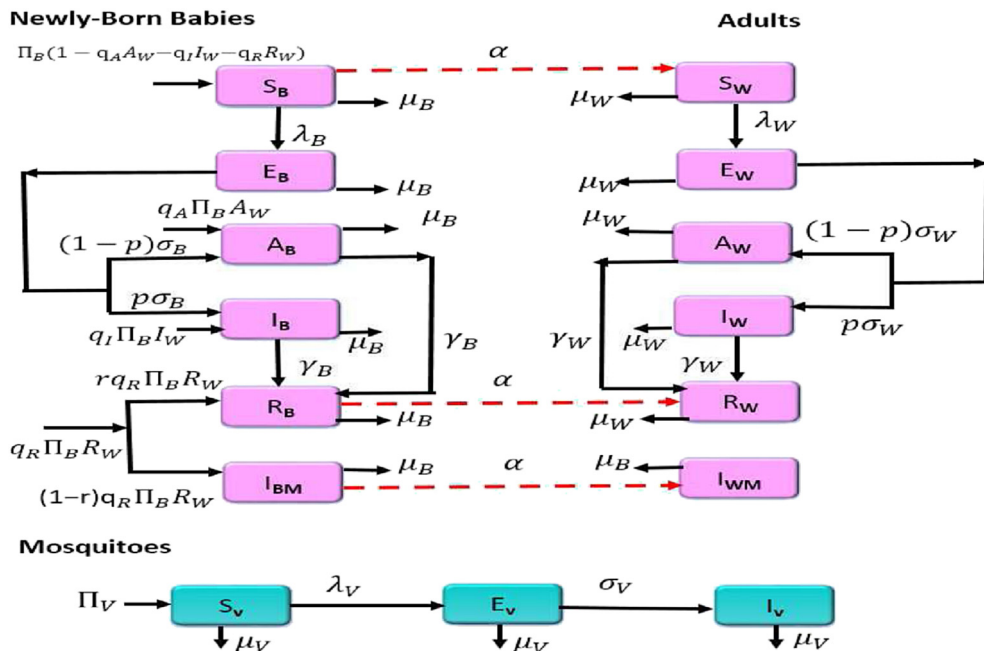 Newly-Born Babies
Adults
Π_B(1 − q_A A_W−q_I I_W−q_R R_W)
α
S_B
μ_B
μ_W
S_W
λ_B
λ_W
E_B
μ_B
μ_W
E_W
q_A Π_B A_W
μ_B
μ_W
(1 − p)σ_B
A_B
A_W
(1 − p)σ_W
pσ_B
I_B
I_W
q_I Π_B I_W
μ_B
γ_B
γ_W
μ_W
pσ_W
γ_B
γ_W
rq_R Π_B R_W
α
R_B
R_W
μ_B
μ_W
q_R Π_B R_W
μ_B
α
μ_B
I_BM
I_WM
(1−r)q_R Π_B R_W
Mosquitoes
Π_V
S_v
λ_V
E_v
σ_V
I_v
μ_V
μ_V
μ_V